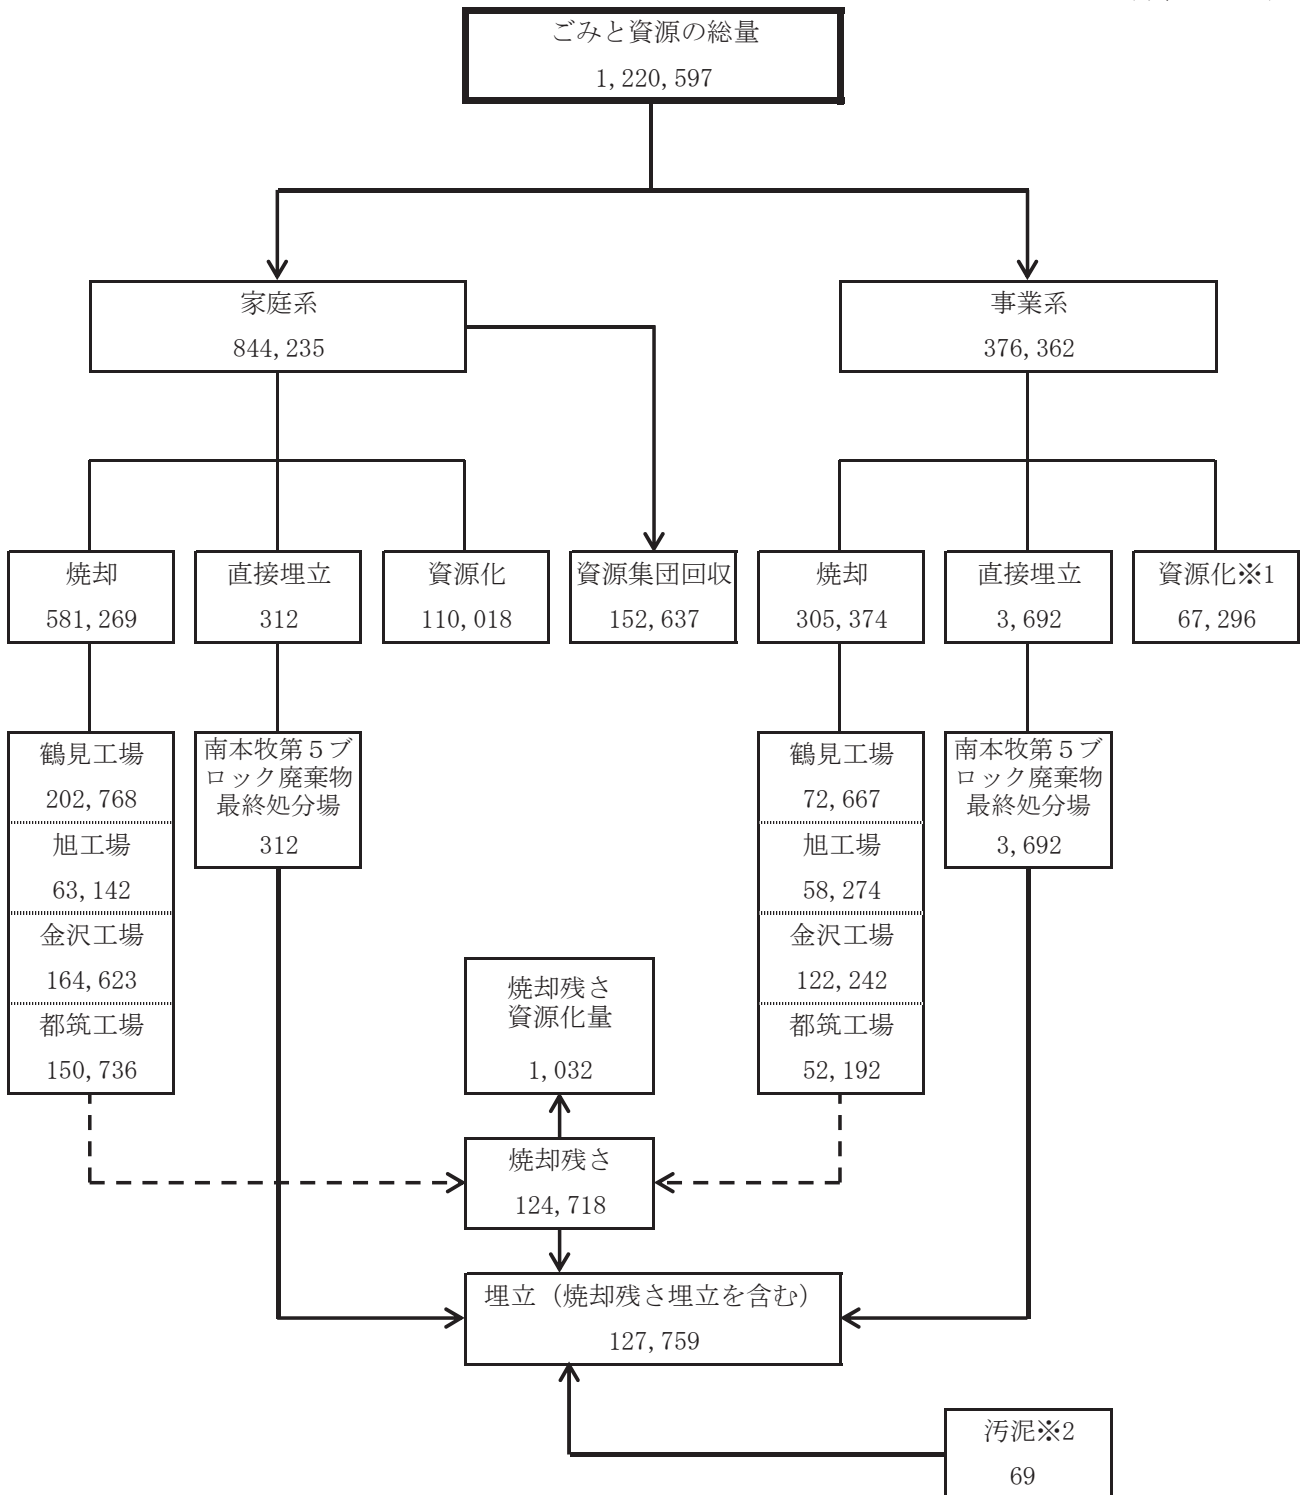 ごみと資源の総量
1,220,597
家庭系
844,235
事業系
376,362
焼却
581,269
直接埋立
312
資源化
110,018
資源集団回収
152,637
焼却
305,374
直接埋立
3,692
資源化※1
67,296
鶴見工場
202,768
旭工場
63,142
金沢工場
164,623
都筑工場
150,736
南本牧第5ブ
ロック廃棄物
最終処分場
312
鶴見工場
72,667
旭工場
58,274
金沢工場
122,242
都筑工場
52,192
南本牧第5ブ
ロック廃棄物
最終処分場
3,692
焼却残さ
資源化量
1,032
焼却残さ
124,718
埋立(焼却残さ埋立を含む)
127,759
汚泥※2
69